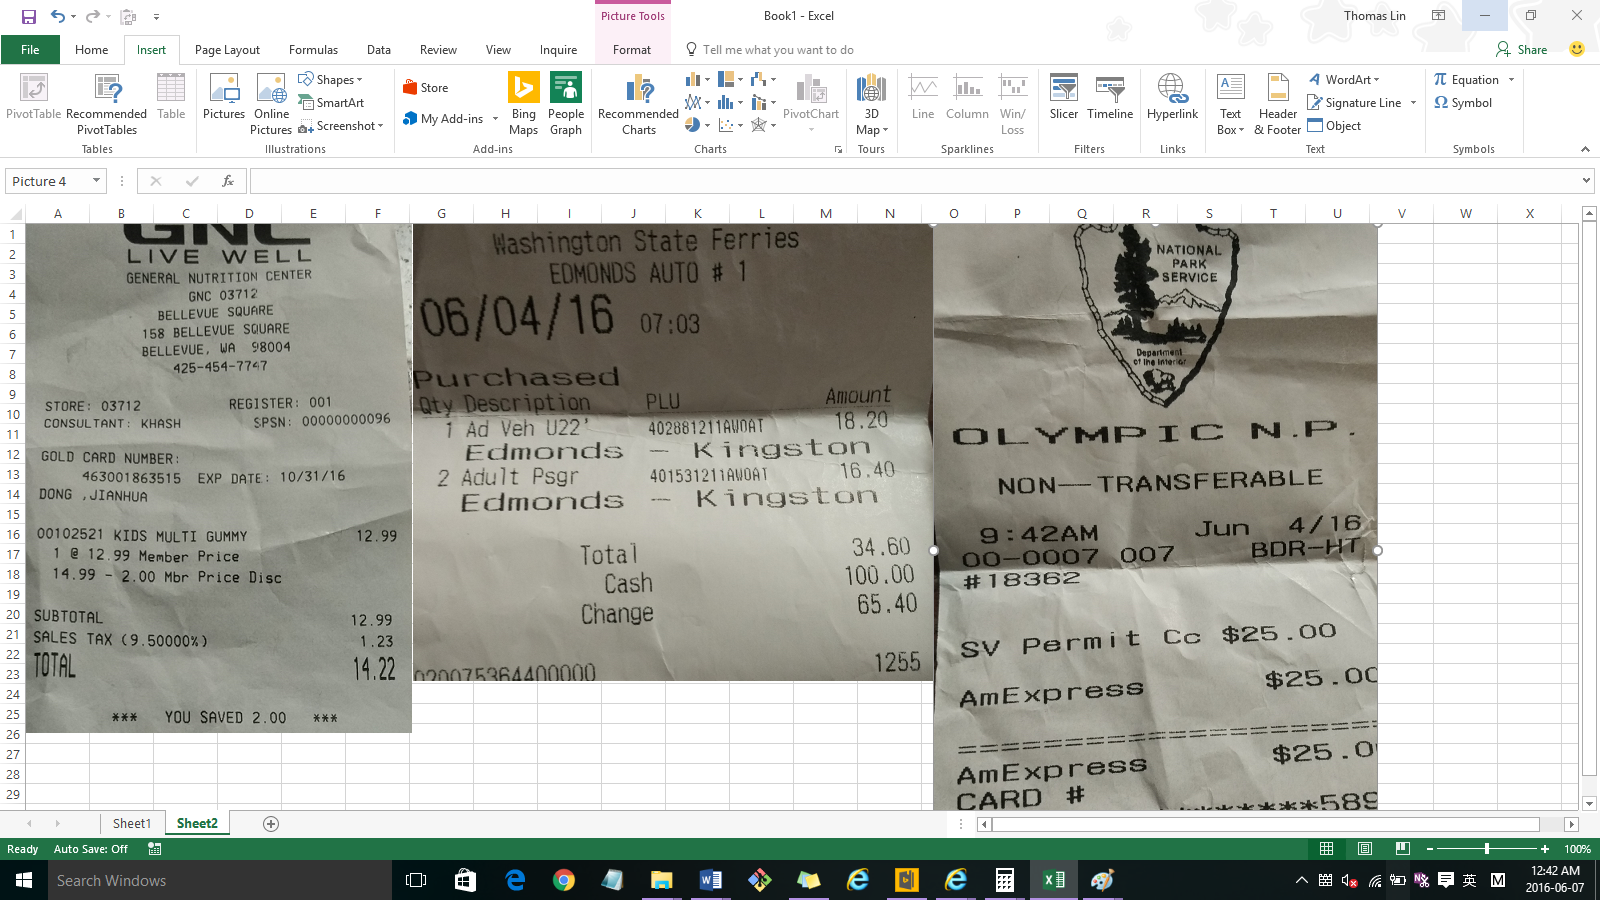 Picture Tools
Book1 - Excel
Thomas Lin
File
Home
Insert
Page Layout
Formulas
Data
Review
View
Inquire
Format
Tell me what you want to do
Share
PivotTable
Recommended PivotTables
Table
Tables
Pictures
Online Pictures
Shapes
SmartArt
Screenshot
Illustrations
Store
My Add-ins
Bing Maps
People Graph
Add-ins
Recommended Charts
PivotChart
Charts
3D Map
Tours
Line
Column
Win/ Loss
Sparklines
Slicer
Timeline
Filters
Hyperlink
Links
Text Box
Header & Footer
WordArt
Signature Line
Object
Text
Equation
Symbol
Symbols
Picture 4
fx
A B C D E F G H I J K L M N O P Q R S T U V W X
1
2
3
4
5
6
7
8
9
10
11
12
13
14
15
16
17
18
19
20
21
22
23
24
25
26
27
28
29
GNC
LIVE WELL
GENERAL NUTRITION CENTER
GNC 03712
BELLEVUE SQUARE
158 BELLEVUE SQUARE
BELLEVUE, WA 98004
425-454-7747
STORE: 03712 REGISTER: 001
CONSULTANT: KHASH SPSN: 00000000096
GOLD CARD NUMBER:
463001863515 EXP DATE: 10/31/16
DONG ,JIANHUA
00102521 KIDS MULTI GUMMY 12.99
1 @ 12.99 Member Price
14.99 - 2.00 Mbr Price Disc
SUBTOTAL 12.99
SALES TAX (9.50000%) 1.23
TOTAL 14.22
*** YOU SAVED 2.00 ***
Washington State Ferries
EDMONDS AUTO # 1
06/04/16 07:03
Purchased
Qty Description PLU Amount
1 Ad Veh U22' 402881211AWOAT 18.20
Edmonds - Kingston
2 Adult Psgr 401531211AWOAT 16.40
Edmonds - Kingston
Total 34.60
Cash 100.00
Change 65.40
1255
NATIONAL
PARK
SERVICE
Department
of the Interior
OLYMPIC N.P.
NON-TRANSFERABLE
9:42AM Jun 4/16
00-0007 007 BDR-HT
#18362
SV Permit Cc $25.00
AmExpress $25.00
AmExpress $25.0
CARD # ******589
Sheet1
Sheet2
Ready
Auto Save: Off
100%
Search Windows
英
M
12:42 AM
2016-06-07